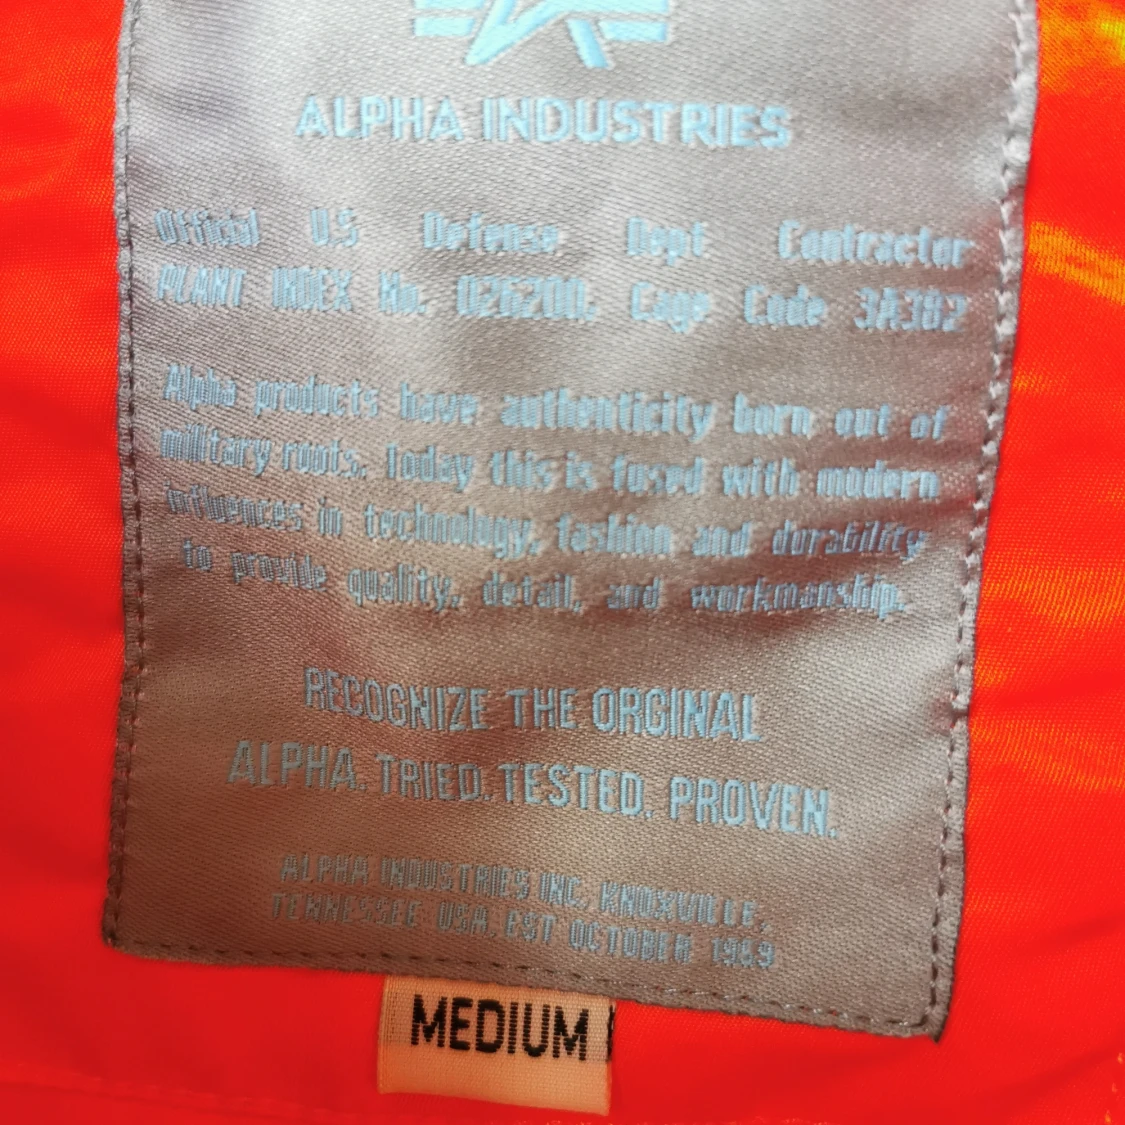 ALPHA INDUSTRIES
Official U.S Defense Dept Contractor
PLANT INDEX No. 026200. Cage Code 3A382
Alpha products have authenticity born out of
military roots. Today this is fused with modern
influences in technology, fashion and durability
to provide quality, detail, and workmanship.
RECOGNIZE THE ORGINAL
ALPHA. TRIED. TESTED. PROVEN.
ALPHA INDUSTRIES INC, KNOXVILLE,
TENNESSEE USA. EST OCTOBER 1959
MEDIUM